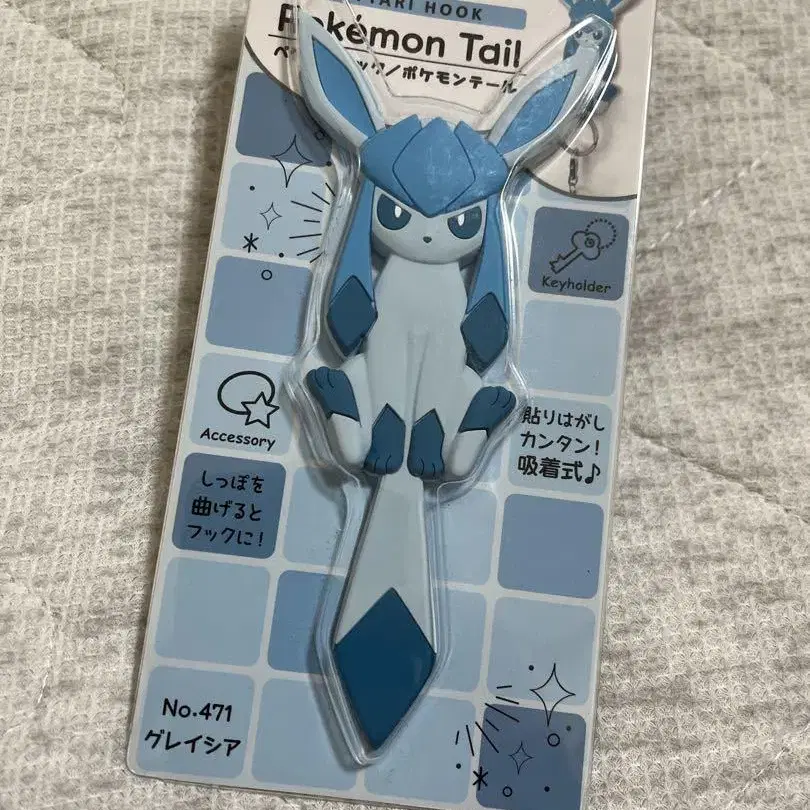 HOOK
Pokémon Tail
ポケモンテール
Keyholder
Accessory
貼りはがし
カンタン!
吸着式♪
しっぽを
曲げると
フックに!
No.471
グレイシア